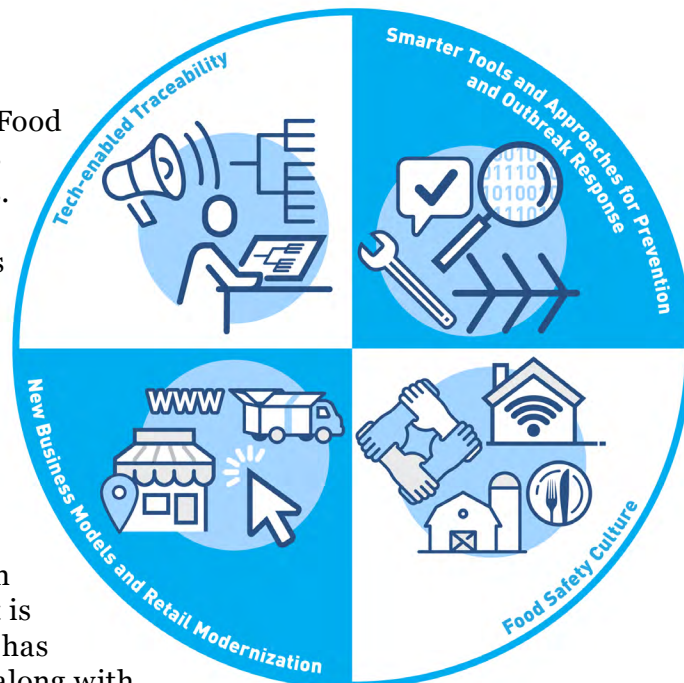 Food
.
s
Tech-enabled Traceability
Smarter Tools and Approaches for Prevention
and Outbreak Response
WWW
New Business Models and Retail Modernization
Food Safety Culture
n
is
has
along with